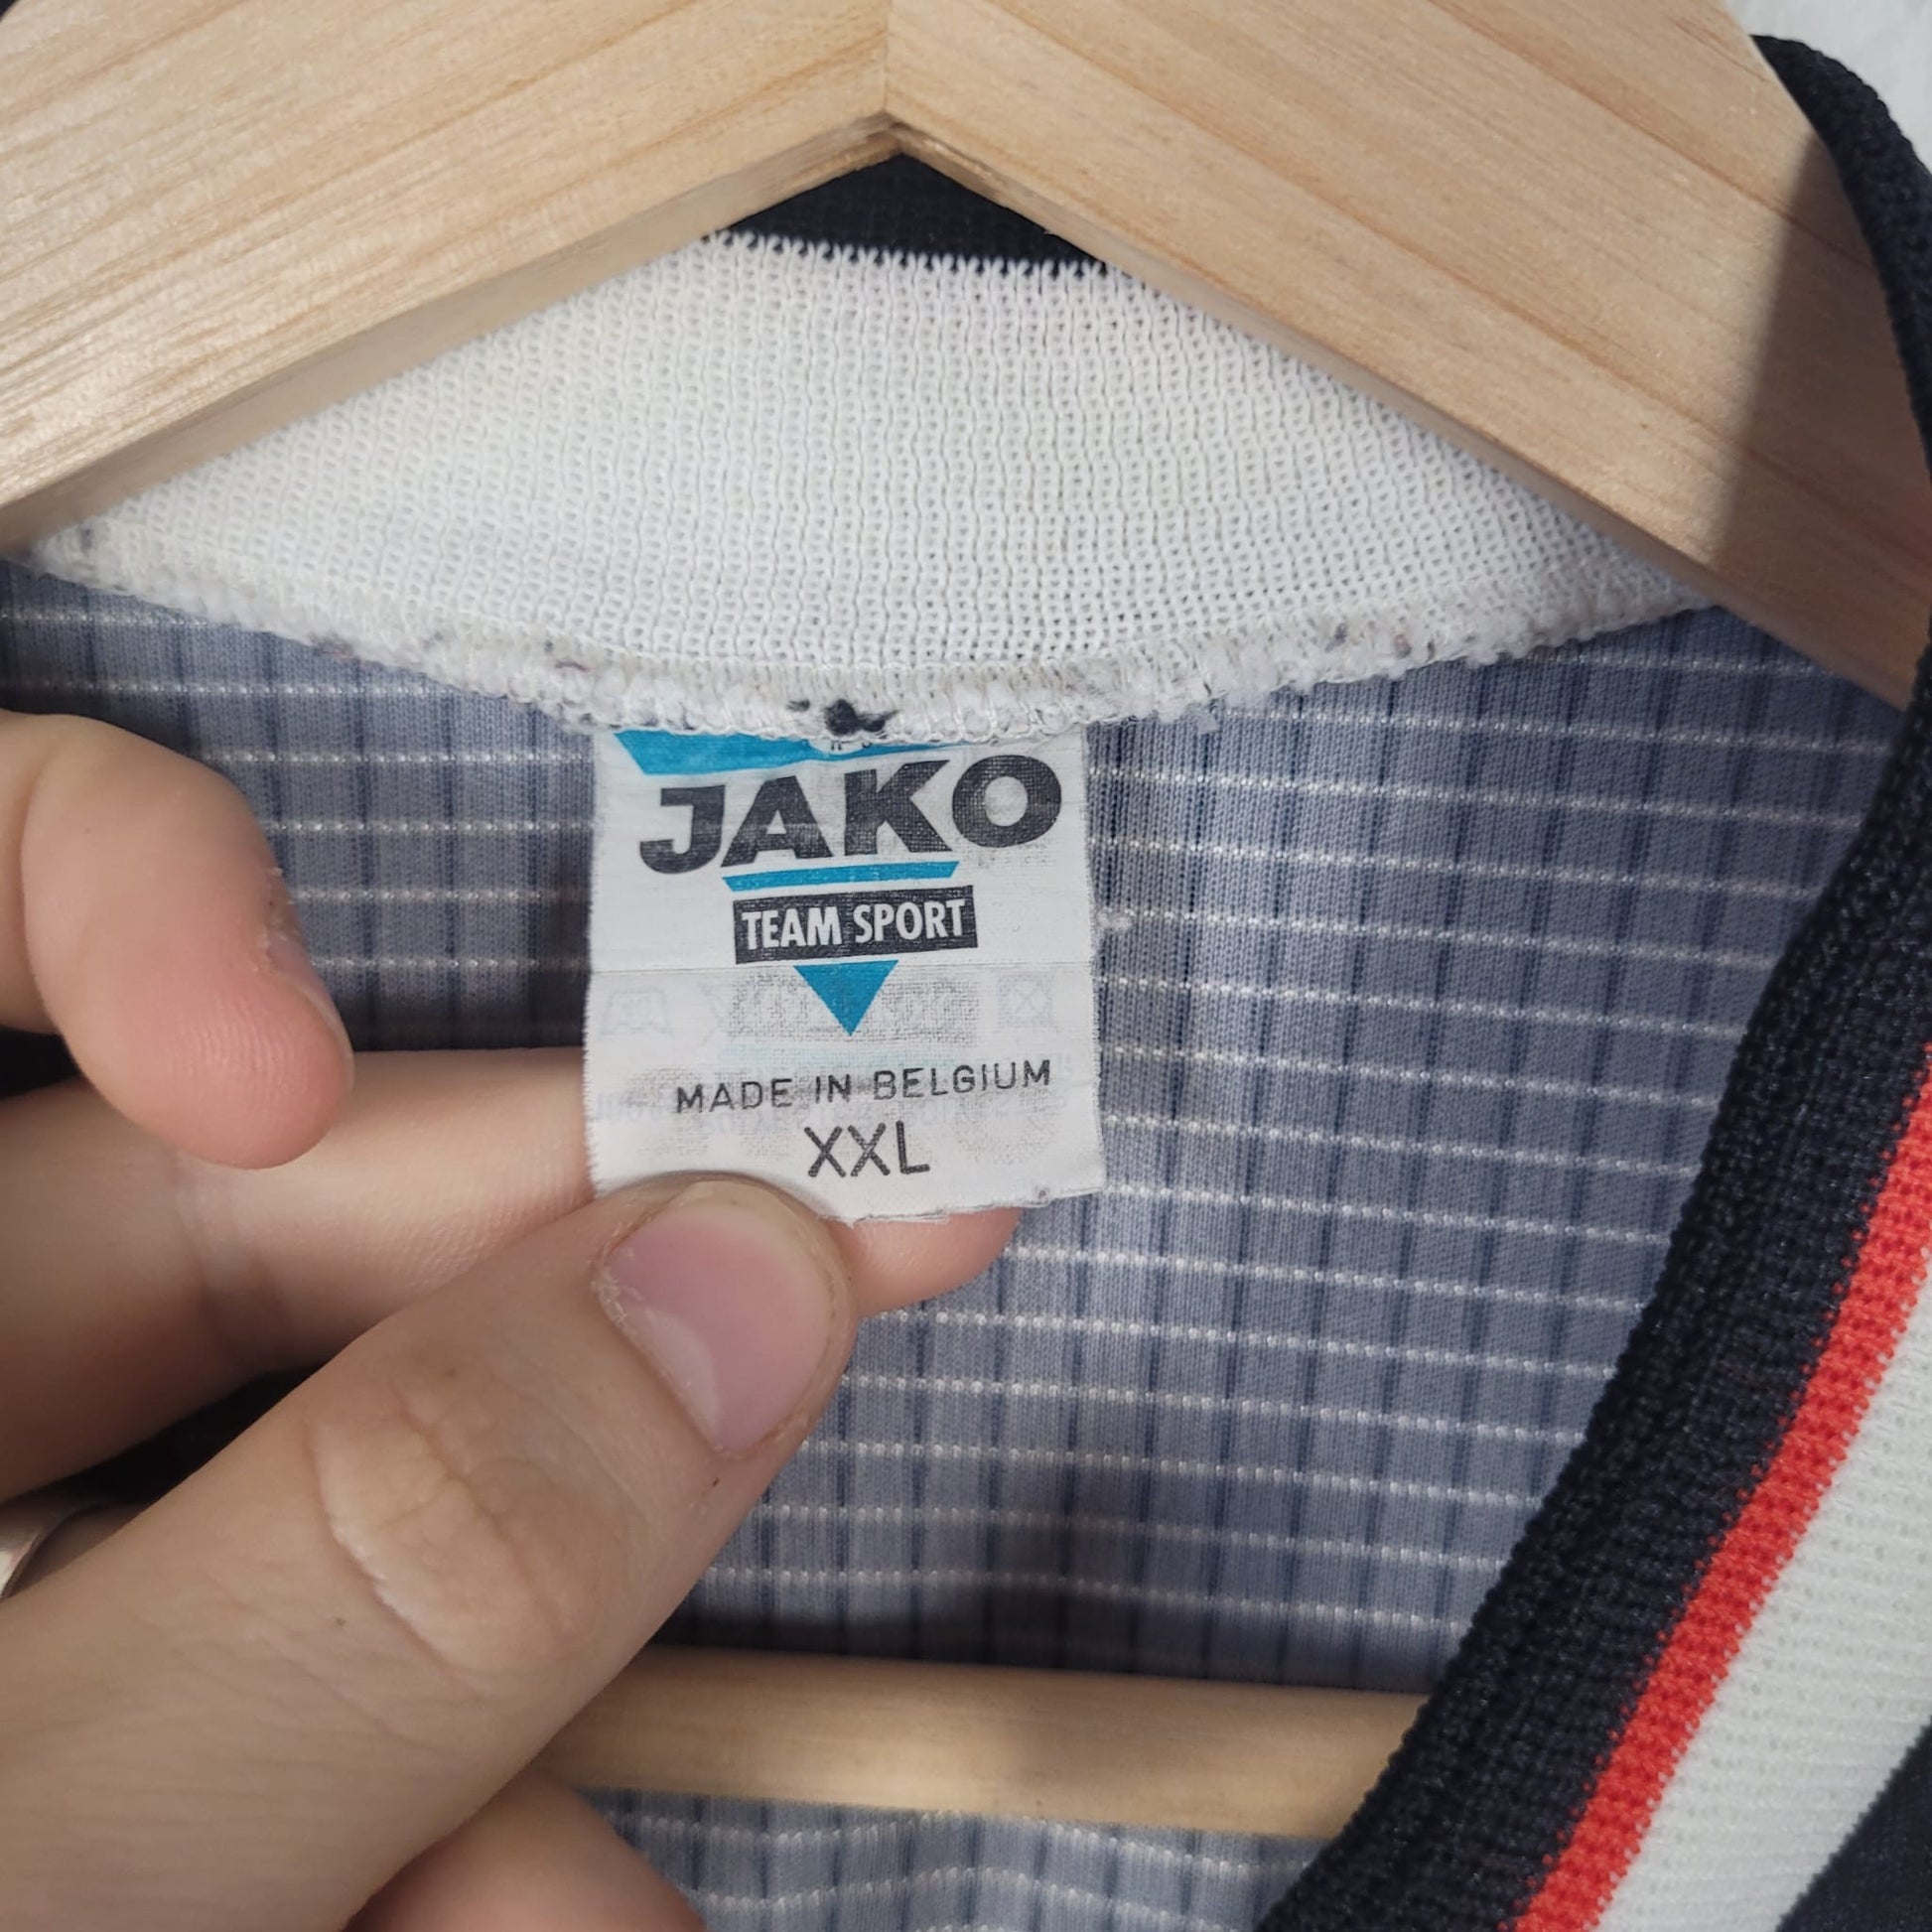 JAKO
TEAM SPORT
MADE IN BELGIUM
XXL